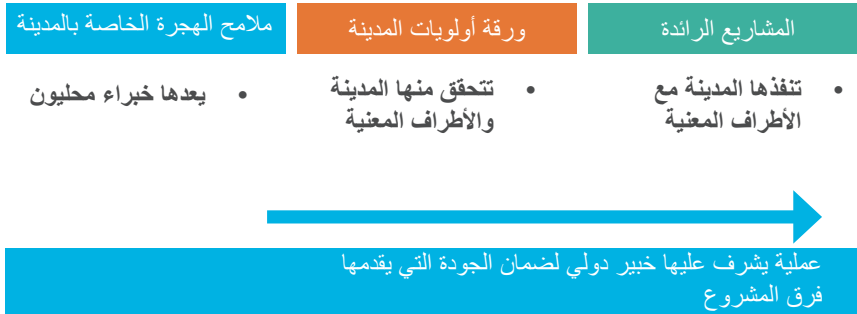 ملامح الهجرة الخاصة بالمدينة
ورقة أولويات المدينة
المشاريع الرائدة
• يعدها خبراء محليون
• تتحقق منها المدينة
والأطراف المعنية
• تنفذها المدينة مع
الأطراف المعنية
عملية يشرف عليها خبير دولي لضمان الجودة التي يقدمها
فرق المشروع